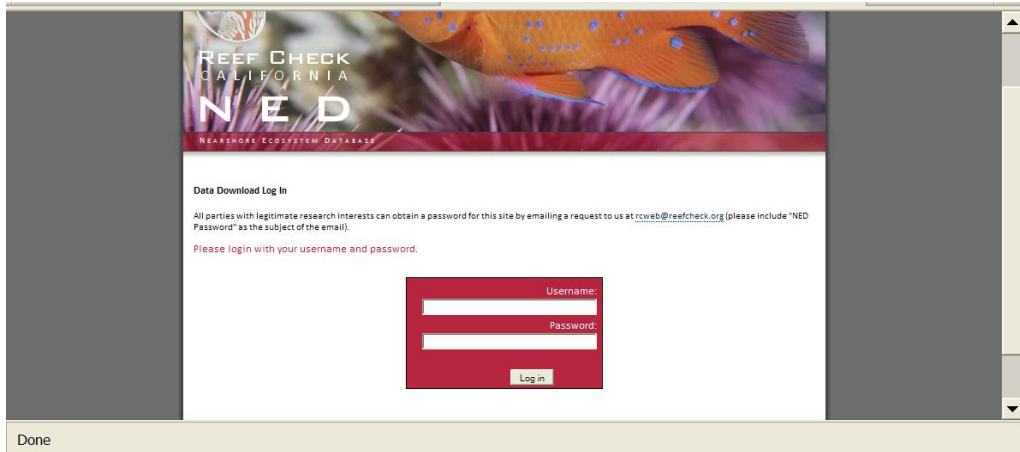 REEF CHECK
CALIFORNIA
NED
NEARSHORE ECOSYSTEM DATABASE
Data Download Log In
All parties with legitimate research interests can obtain a password for this site by emailing a request to us at rcweb@reefcheck.org (please include "NED
Password" as the subject of the email).
Please login with your username and password.
Username:
Password:
Log in
Done